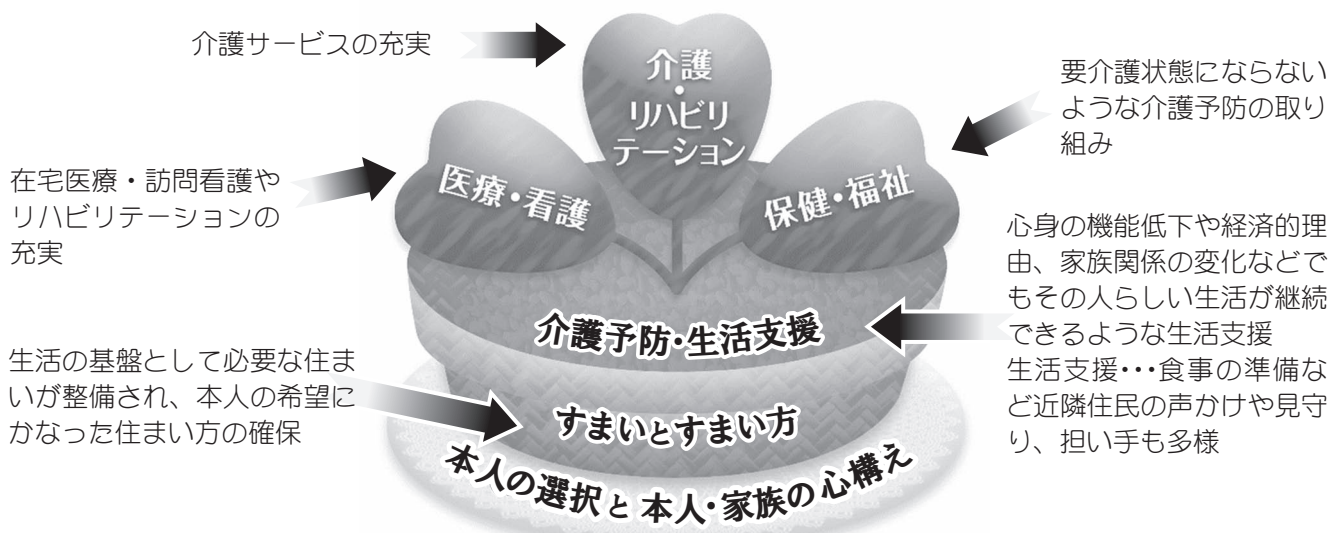 介護サービスの充実
介護
・
リハビリ
テーション
要介護状態にならない
ような介護予防の取り
組み
在宅医療・訪問看護や
リハビリテーションの
充実
医療・看護
保健・福祉
心身の機能低下や経済的理
由、家族関係の変化などで
もその人らしい生活が継続
できるような生活支援
生活支援・・・食事の準備な
ど近隣住民の声かけや見守
り、担い手も多様
介護予防・生活支援
生活の基盤として必要な住ま
いが整備され、本人の希望に
かなった住まい方の確保
すまいとすまい方
本人の選択と本人・家族の心構え